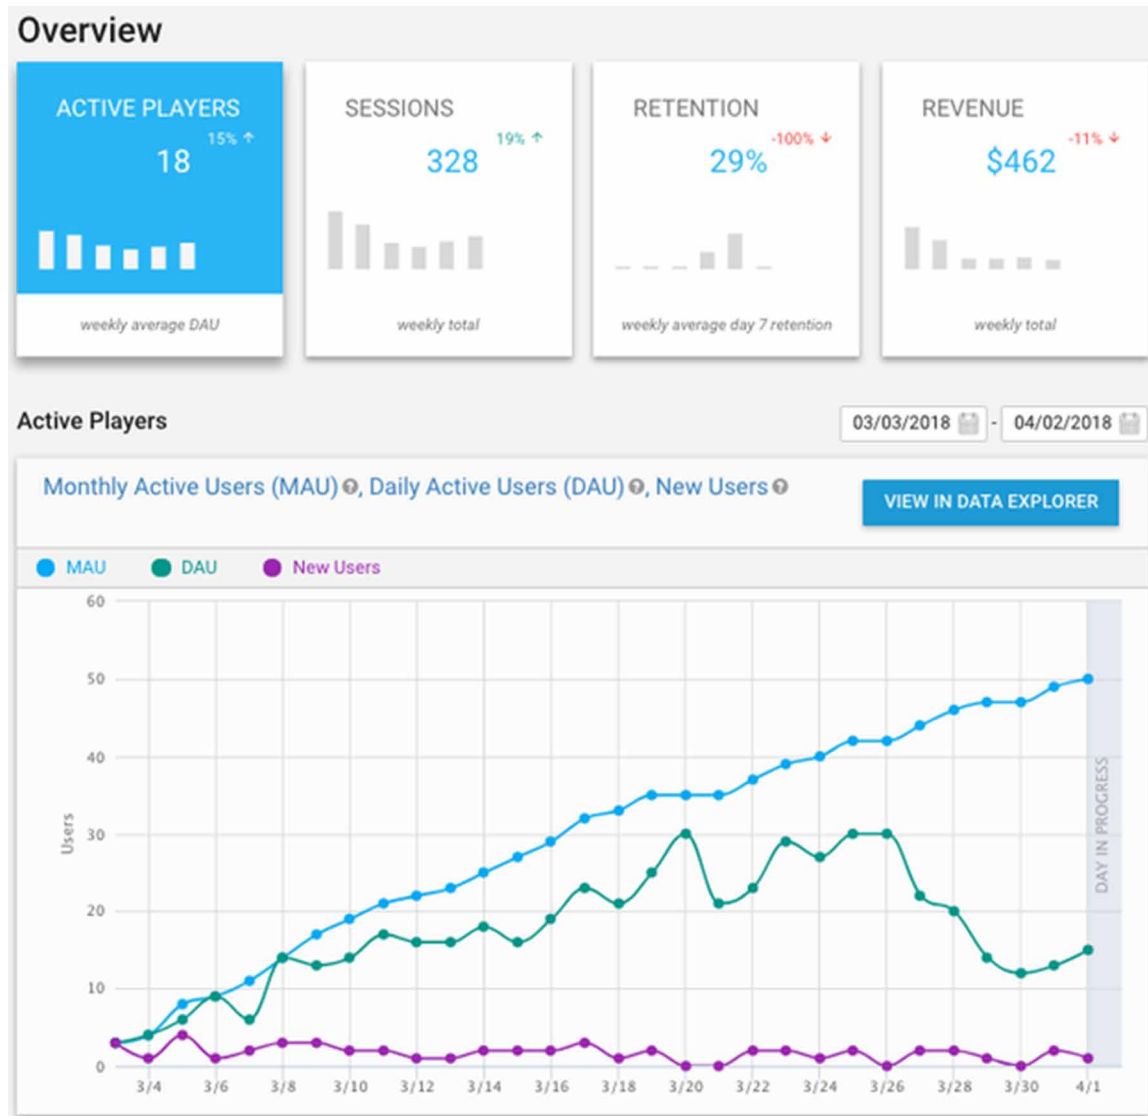 Overview
ACTIVE PLAYERS
15% ↑
18
weekly average DAU
SESSIONS
19% ↑
328
weekly total
RETENTION
-100% ↓
29%
weekly average day 7 retention
REVENUE
-11% ↓
$462
weekly total
Active Players
03/03/2018 - 04/02/2018
Monthly Active Users (MAU) ?, Daily Active Users (DAU) ?, New Users ?
VIEW IN DATA EXPLORER
MAU DAU New Users
60
50
40
30
20
10
0
Users
DAY IN PROGRESS
3/4 3/6 3/8 3/10 3/12 3/14 3/16 3/18 3/20 3/22 3/24 3/26 3/28 3/30 4/1